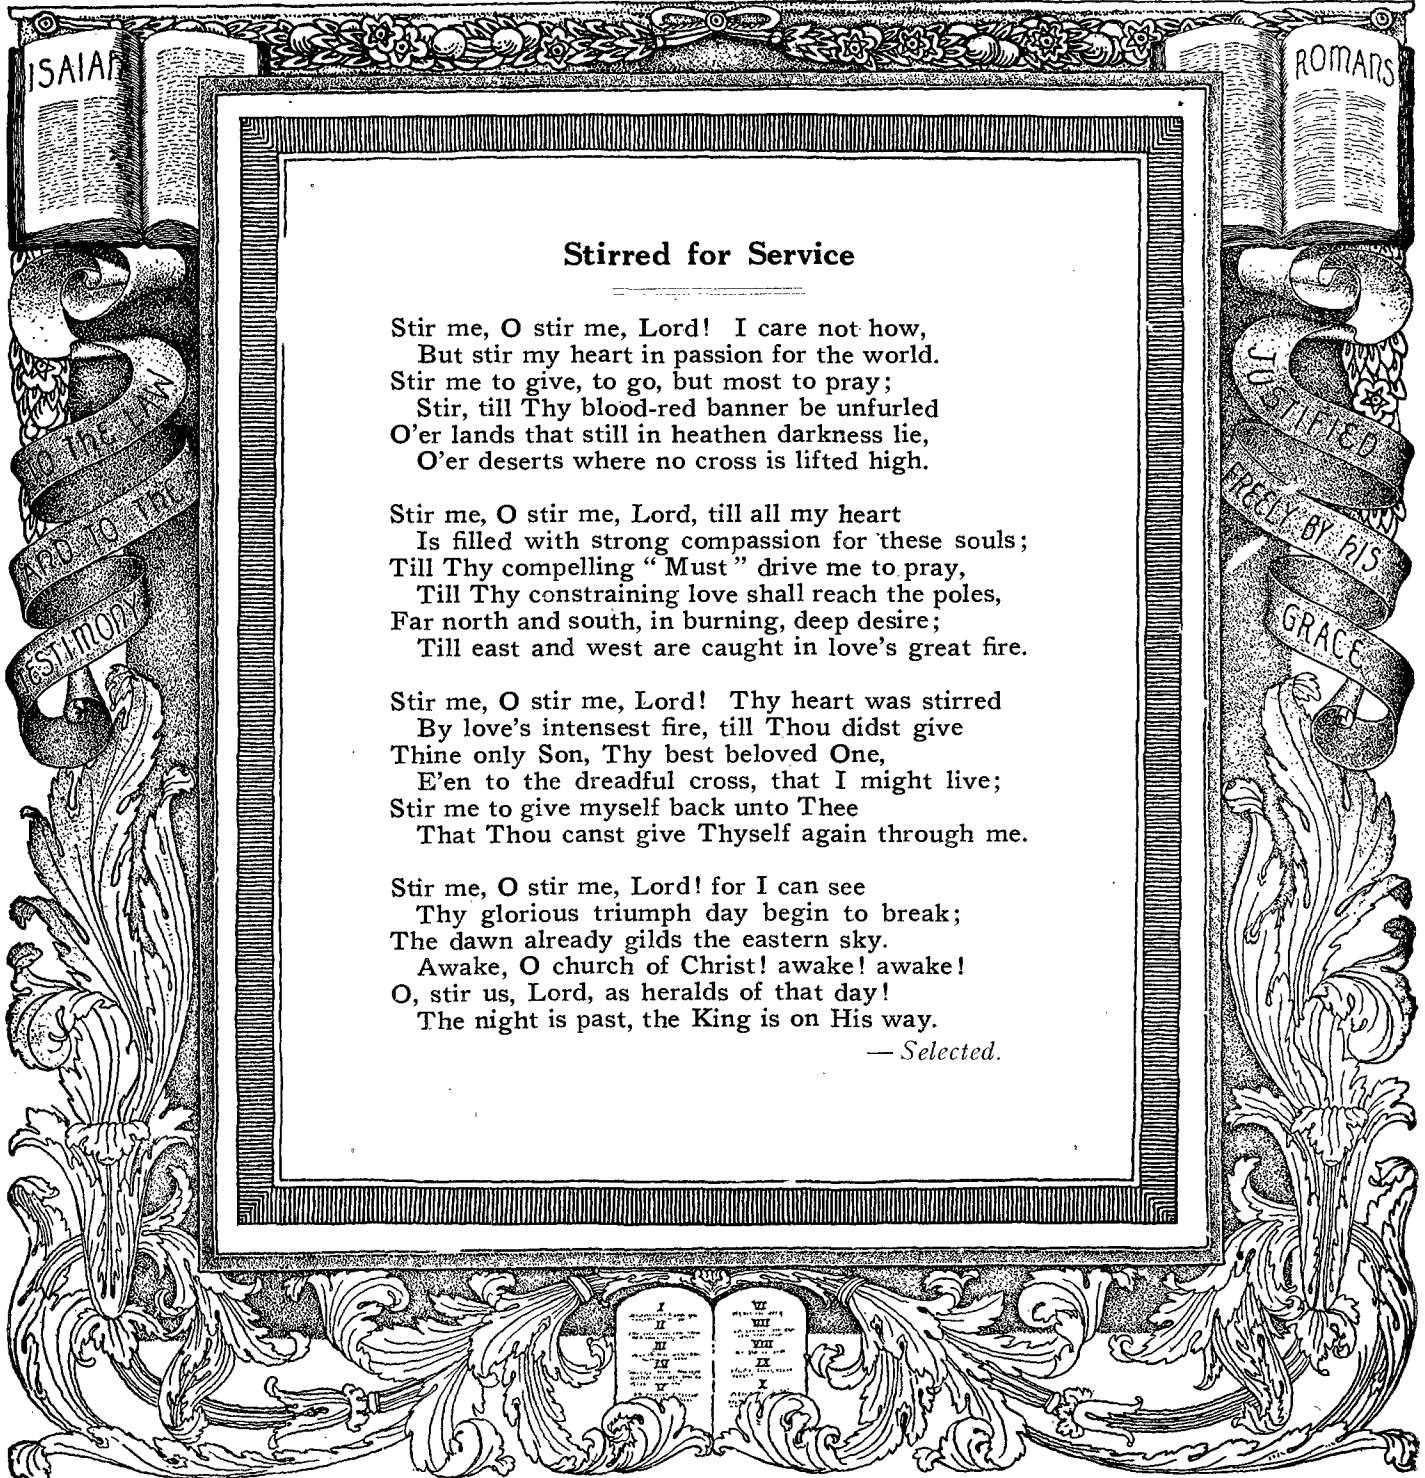 ISAIAH
ROMANS
TO THE LAW
AND TO THE
TESTIMONY
JUSTIFIED
FREELY BY HIS
GRACE
Stirred for Service
Stir me, O stir me, Lord! I care not how,
But stir my heart in passion for the world.
Stir me to give, to go, but most to pray;
Stir, till Thy blood-red banner be unfurled
O'er lands that still in heathen darkness lie,
O'er deserts where no cross is lifted high.
Stir me, O stir me, Lord, till all my heart
Is filled with strong compassion for these souls;
Till Thy compelling “ Must ” drive me to pray,
Till Thy constraining love shall reach the poles,
Far north and south, in burning, deep desire;
Till east and west are caught in love's great fire.
Stir me, O stir me, Lord! Thy heart was stirred
By love's intensest fire, till Thou didst give
Thine only Son, Thy best beloved One,
E'en to the dreadful cross, that I might live;
Stir me to give myself back unto Thee
That Thou canst give Thyself again through me.
Stir me, O stir me, Lord! for I can see
Thy glorious triumph day begin to break;
The dawn already gilds the eastern sky.
Awake, O church of Christ! awake! awake!
O, stir us, Lord, as heralds of that day!
The night is past, the King is on His way.
— Selected.
I
II
III
IV
V
VI
VII
VIII
IX
X